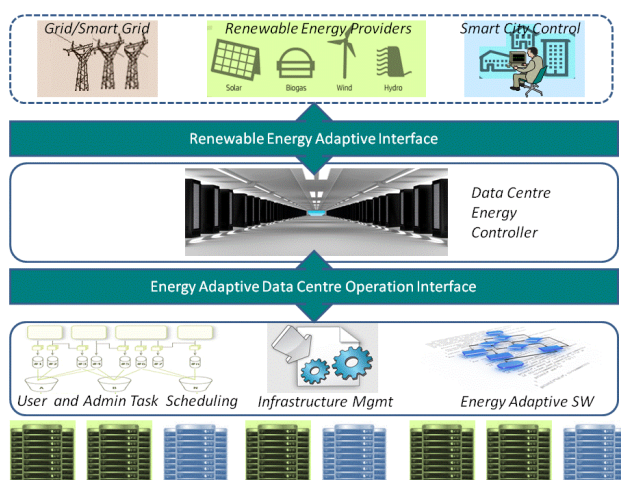 Grid/Smart Grid
Renewable Energy Providers
Smart City Control
Solar
Biogas
Wind
Hydro
Renewable Energy Adaptive Interface
Data Centre
Energy
Controller
Energy Adaptive Data Centre Operation Interface
User and Admin Task Scheduling
Infrastructure Mgmt
Energy Adaptive SW